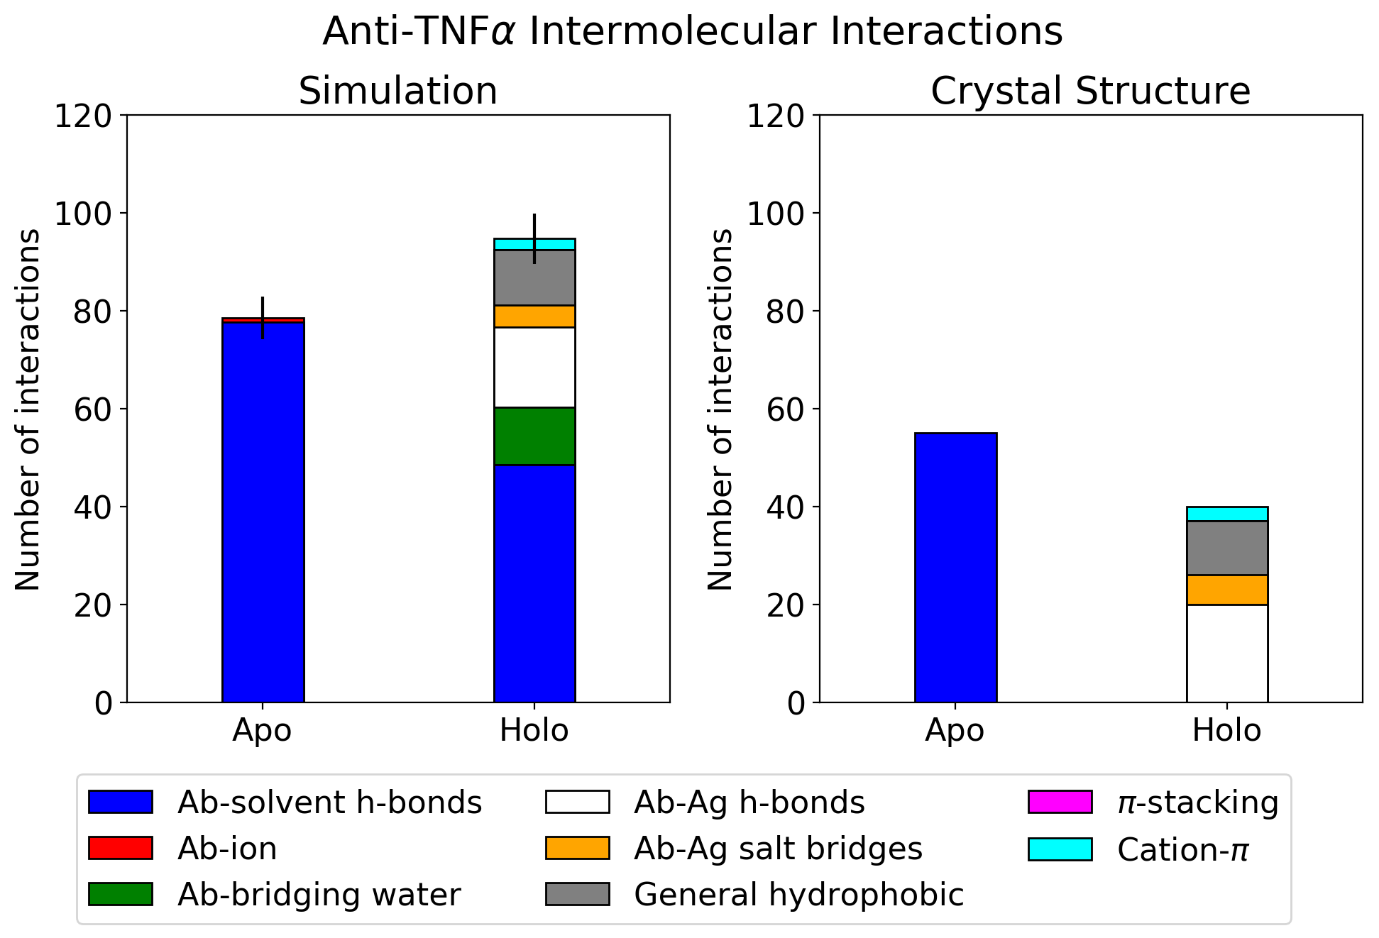 Anti-TNFα Intermolecular Interactions
Simulation
Crystal Structure
Number of interactions
120
100
80
60
40
20
0
Apo Holo
Number of interactions
120
100
80
60
40
20
0
Apo Holo
Ab-solvent h-bonds
Ab-ion
Ab-bridging water
Ab-Ag h-bonds
Ab-Ag salt bridges
General hydrophobic
π-stacking
Cation-π